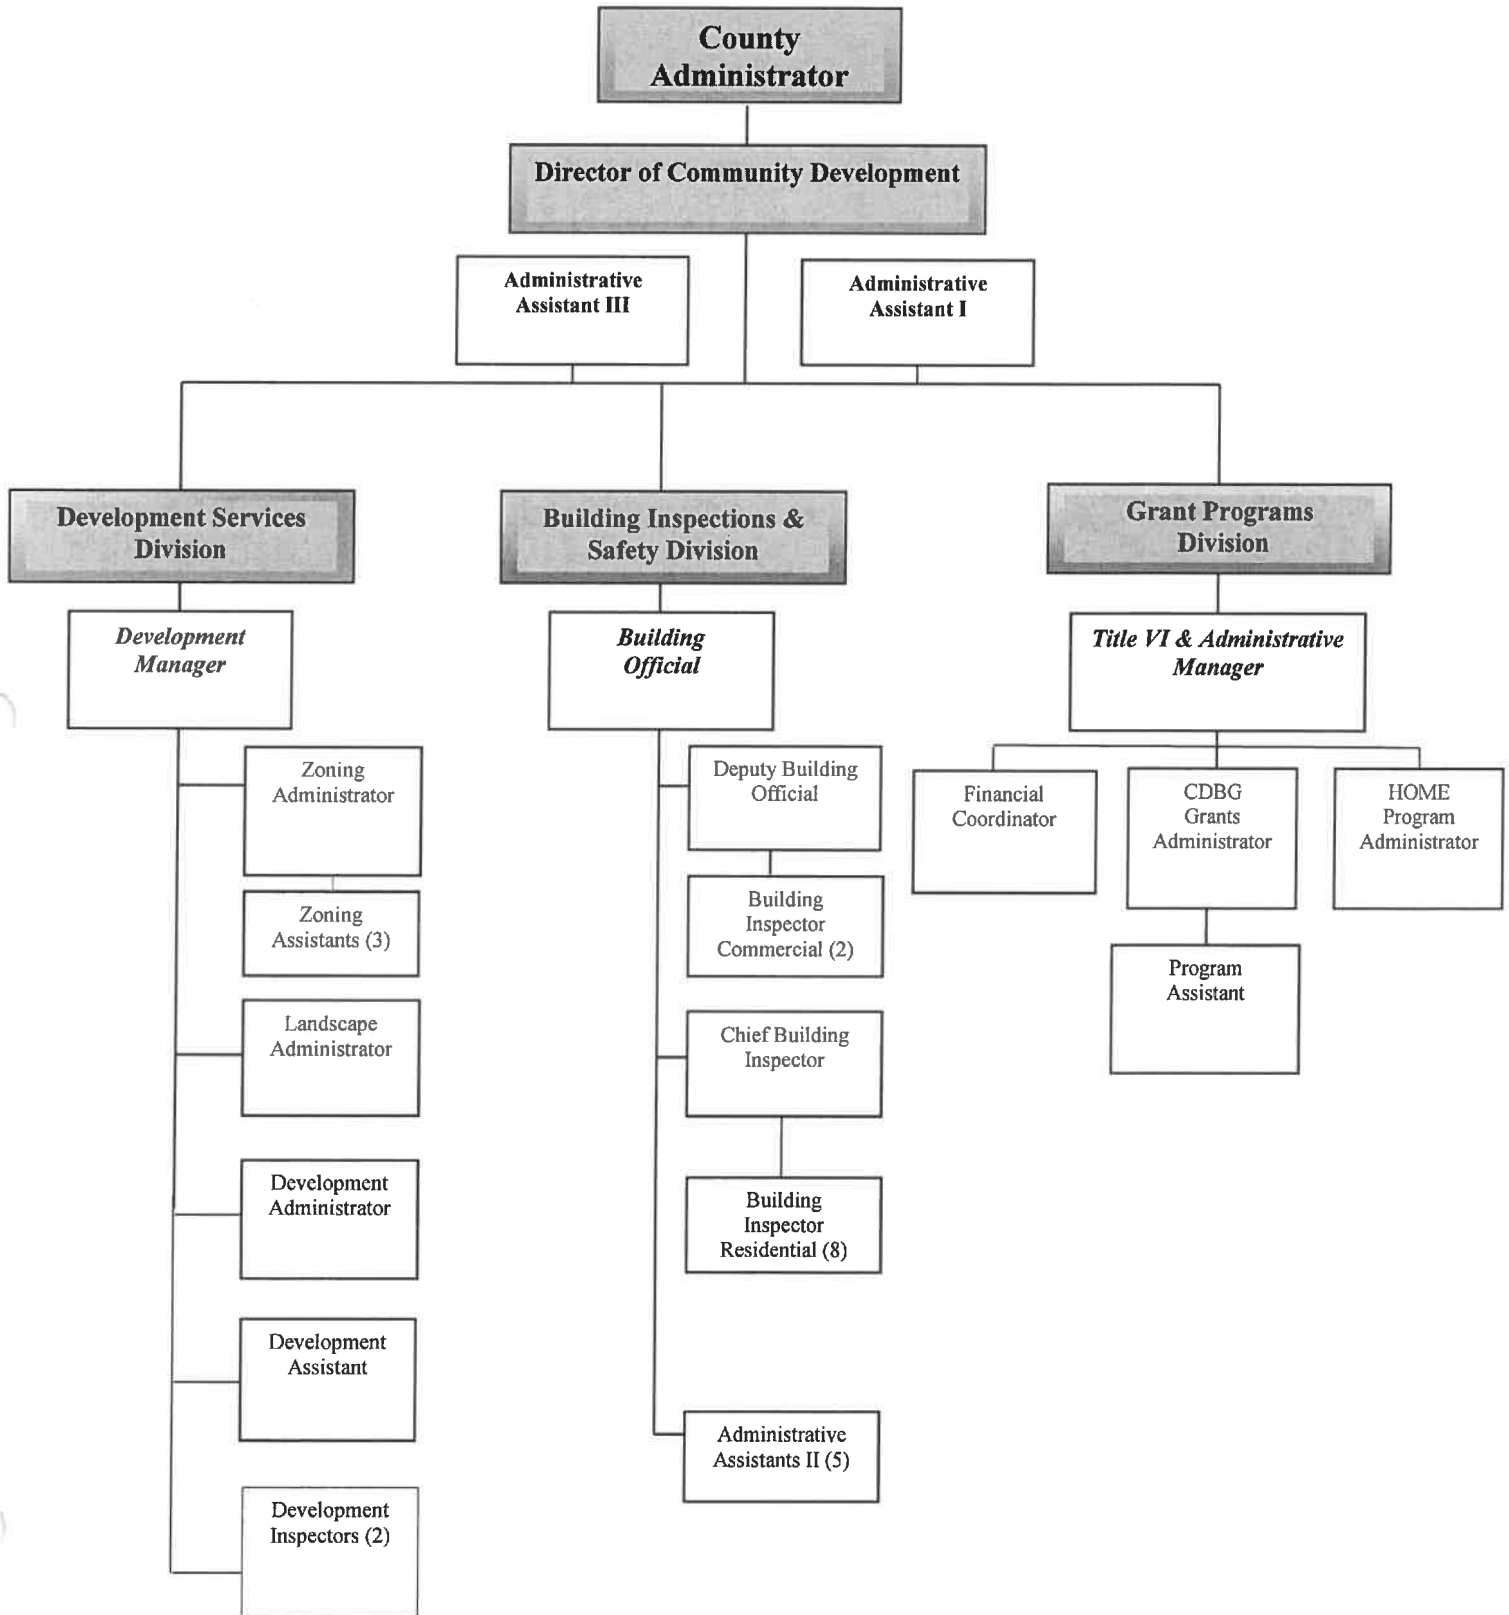 County
Administrator
Director of Community Development
Administrative
Assistant III
Administrative
Assistant I
Development Services
Division
Building Inspections &
Safety Division
Grant Programs
Division
Development
Manager
Building
Official
Title VI & Administrative
Manager
Zoning
Administrator
Zoning
Assistants (3)
Landscape
Administrator
Development
Administrator
Development
Assistant
Development
Inspectors (2)
Deputy Building
Official
Building
Inspector
Commercial (2)
Chief Building
Inspector
Building
Inspector
Residential (8)
Administrative
Assistants II (5)
Financial
Coordinator
CDBG
Grants
Administrator
HOME
Program
Administrator
Program
Assistant